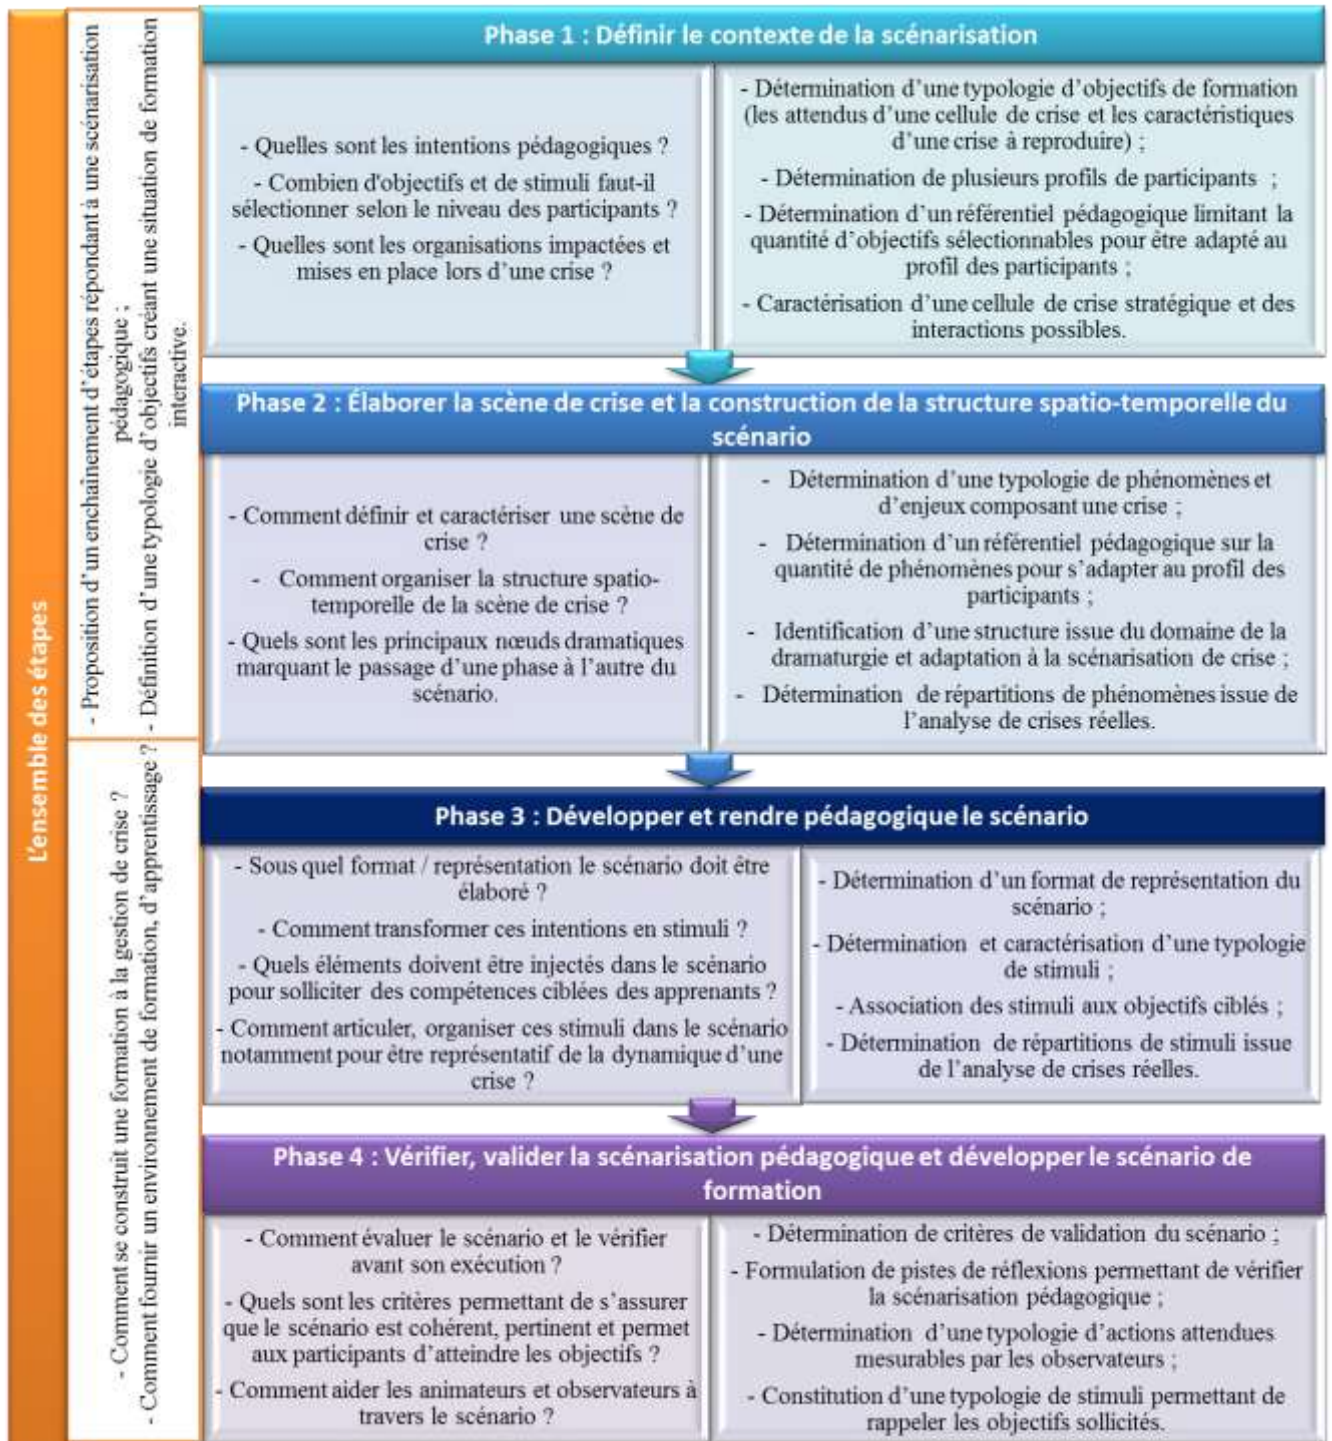 L'ensemble des étapes
- Proposition d'un enchaînement d'étapes répondant à une scénarisation
pédagogique ;
- Définition d'une typologie d'objectifs créant une situation de formation
interactive.
- Comment se construit une formation à la gestion de crise ?
- Comment fournir un environnement de formation, d'apprentissage ?
Phase 1 : Définir le contexte de la scénarisation
- Quelles sont les intentions pédagogiques ?
- Combien d'objectifs et de stimuli faut-il
sélectionner selon le niveau des participants ?
- Quelles sont les organisations impactées et
mises en place lors d'une crise ?
- Détermination d'une typologie d'objectifs de formation
(les attendus d'une cellule de crise et les caractéristiques
d'une crise à reproduire) ;
- Détermination de plusieurs profils de participants ;
- Détermination d'un référentiel pédagogique limitant la
quantité d'objectifs sélectionnables pour être adapté au
profil des participants ;
- Caractérisation d'une cellule de crise stratégique et des
interactions possibles.
Phase 2 : Élaborer la scène de crise et la construction de la structure spatio-temporelle du
scénario
- Comment définir et caractériser une scène de
crise ?
- Comment organiser la structure spatio-
temporelle de la scène de crise ?
- Quels sont les principaux nœuds dramatiques
marquant le passage d'une phase à l'autre du
scénario.
- Détermination d'une typologie de phénomènes et
d'enjeux composant une crise ;
- Détermination d'un référentiel pédagogique sur la
quantité de phénomènes pour s'adapter au profil des
participants ;
- Identification d'une structure issue du domaine de la
dramaturgie et adaptation à la scénarisation de crise ;
- Détermination de répartitions de phénomènes issue de
l'analyse de crises réelles.
Phase 3 : Développer et rendre pédagogique le scénario
- Sous quel format / représentation le scénario doit être
élaboré ?
- Comment transformer ces intentions en stimuli ?
- Quels éléments doivent être injectés dans le scénario
pour solliciter des compétences ciblées des apprenants ?
- Comment articuler, organiser ces stimuli dans le scénario
notamment pour être représentatif de la dynamique d'une
crise ?
- Détermination d'un format de représentation du
scénario ;
- Détermination et caractérisation d'une typologie
de stimuli ;
- Association des stimuli aux objectifs ciblés ;
- Détermination de répartitions de stimuli issue
de l'analyse de crises réelles.
Phase 4 : Vérifier, valider la scénarisation pédagogique et développer le scénario de
formation
- Comment évaluer le scénario et le vérifier
avant son exécution ?
- Quels sont les critères permettant de s'assurer
que le scénario est cohérent, pertinent et permet
aux participants d'atteindre les objectifs ?
- Comment aider les animateurs et observateurs à
travers le scénario ?
- Détermination de critères de validation du scénario ;
- Formulation de pistes de réflexions permettant de vérifier
la scénarisation pédagogique ;
- Détermination d'une typologie d'actions attendues
mesurables par les observateurs ;
- Constitution d'une typologie de stimuli permettant de
rappeler les objectifs sollicités.